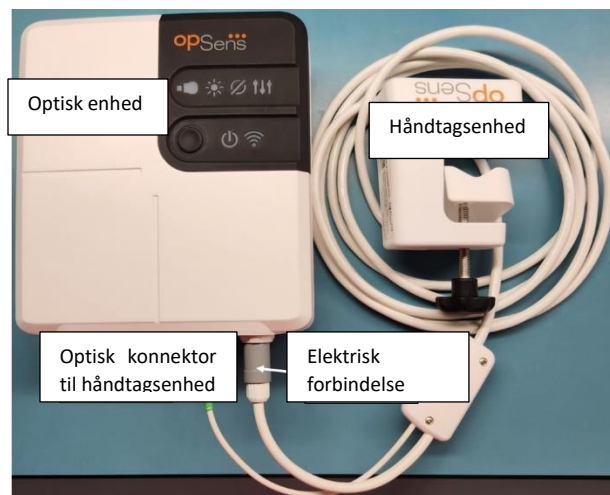 opSens
Optisk enhed
opSens
Håndtagsenhed
Optisk konnektor
til håndtagsenhed
Elektrisk
forbindelse